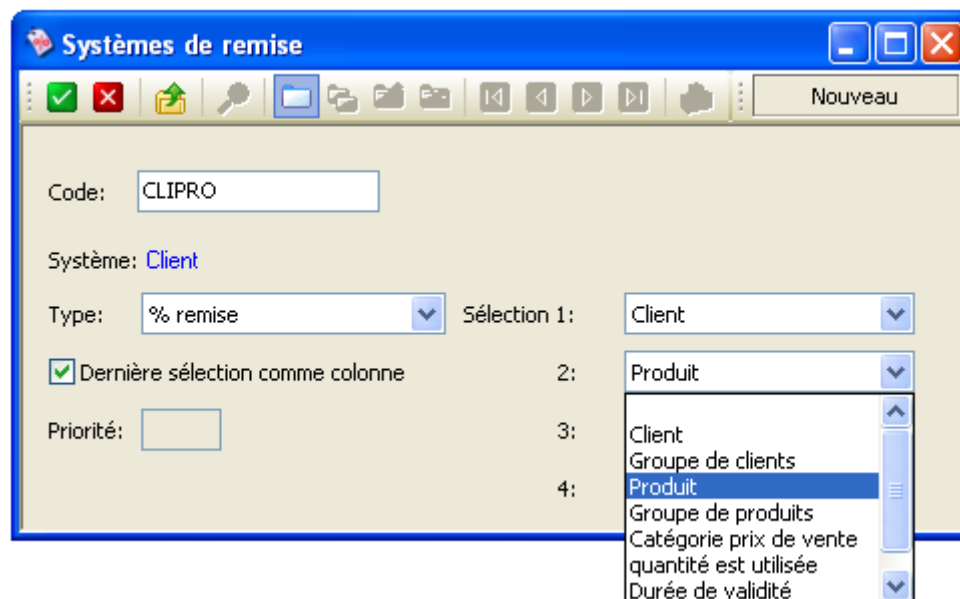 Systèmes de remise
Nouveau
Code: CLIPRO
Système: Client
Type: % remise Sélection 1: Client
Dernière sélection comme colonne 2: Produit
Priorité: 3:
4:
Client
Groupe de clients
Produit
Groupe de produits
Catégorie prix de vente
quantité est utilisée
Durée de validité